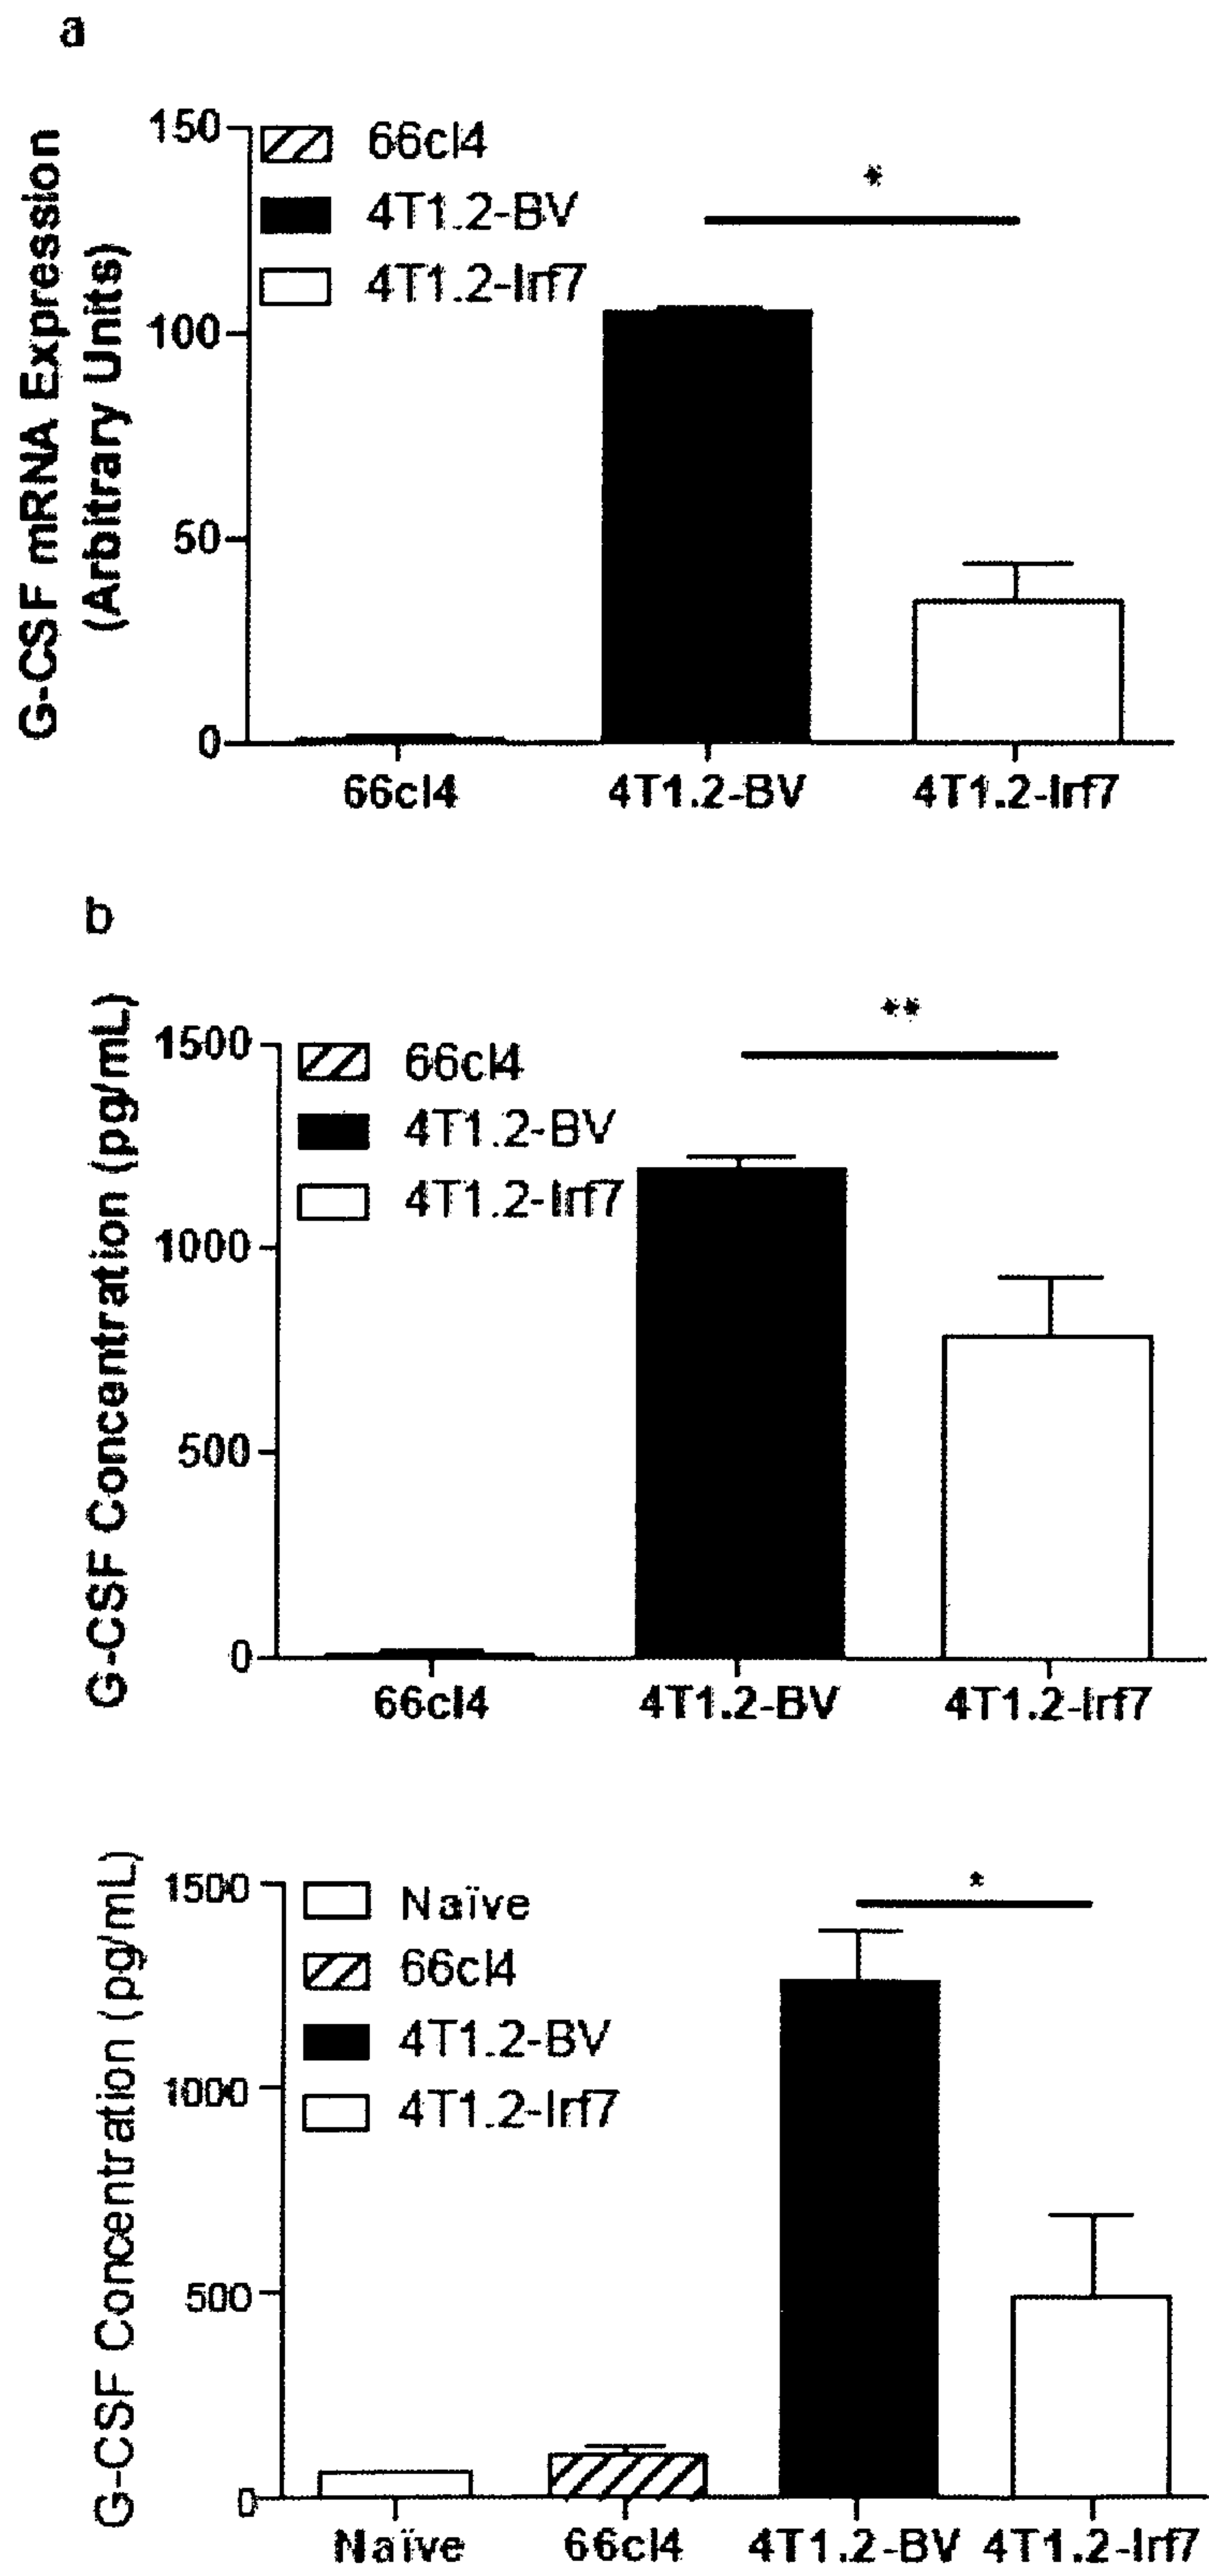 a
G-CSF mRNA Expression
(Arbitrary Units)
150
100
50
0
66cl4
4T1.2-BV
4T1.2-Irf7
*
66cl4
4T1.2-BV
4T1.2-Irf7
b
G-CSF Concentration (pg/mL)
1500
1000
500
0
66cl4
4T1.2-BV
4T1.2-Irf7
**
66cl4
4T1.2-BV
4T1.2-Irf7
G-CSF Concentration (pg/mL)
1500
1000
500
0
Naïve
66cl4
4T1.2-BV
4T1.2-Irf7
*
Naïve
66cl4
4T1.2-BV
4T1.2-Irf7